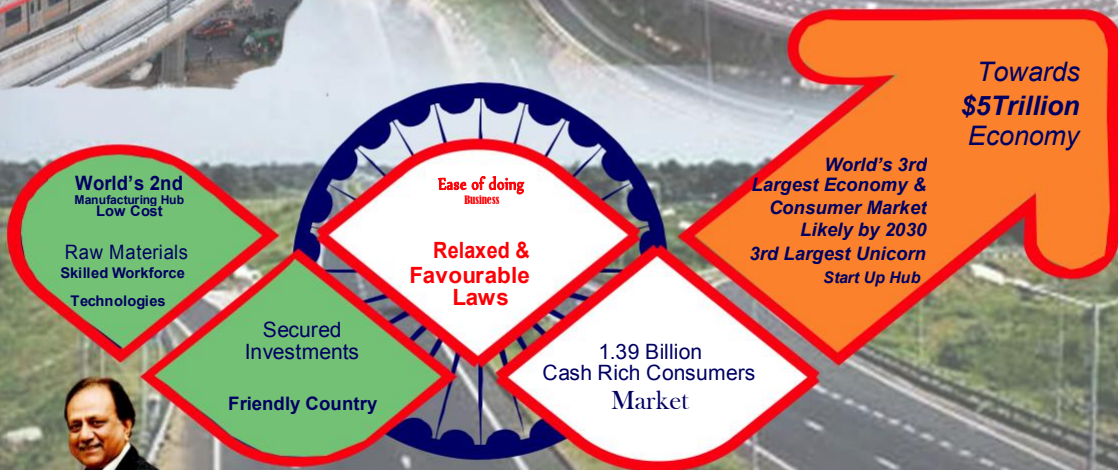 World's 2nd
Manufacturing Hub
Low Cost
Raw Materials
Skilled Workforce
Technologies
Secured
Investments
Friendly Country
Ease of doing
Business
Relaxed &
Favourable
Laws
1.39 Billion
Cash Rich Consumers
Market
Towards
$5Trillion
Economy
World's 3rd
Largest Economy &
Consumer Market
Likely by 2030
3rd Largest Unicorn
Start Up Hub